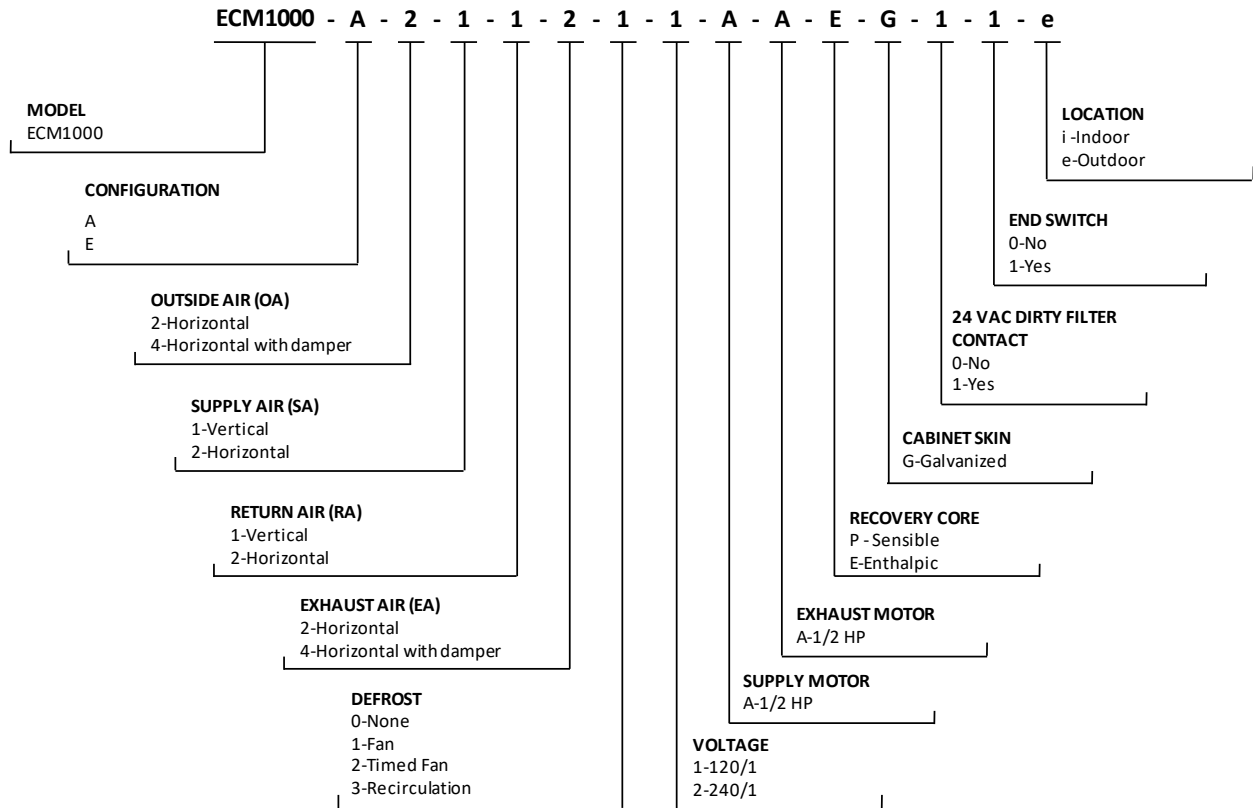 ECM1000 - A - 2 - 1 - 1 - 2 - 1 - 1 - A - A - E - G - 1 - 1 - e
MODEL
ECM1000
CONFIGURATION
A
E
OUTSIDE AIR (OA)
2-Horizontal
4-Horizontal with damper
SUPPLY AIR (SA)
1-Vertical
2-Horizontal
RETURN AIR (RA)
1-Vertical
2-Horizontal
EXHAUST AIR (EA)
2-Horizontal
4-Horizontal with damper
DEFROST
0-None
1-Fan
2-Timed Fan
3-Recirculation
LOCATION
i -Indoor
e-Outdoor
END SWITCH
0-No
1-Yes
24 VAC DIRTY FILTER
CONTACT
0-No
1-Yes
CABINET SKIN
G-Galvanized
RECOVERY CORE
P - Sensible
E-Enthalpic
EXHAUST MOTOR
A-1/2 HP
SUPPLY MOTOR
A-1/2 HP
VOLTAGE
1-120/1
2-240/1